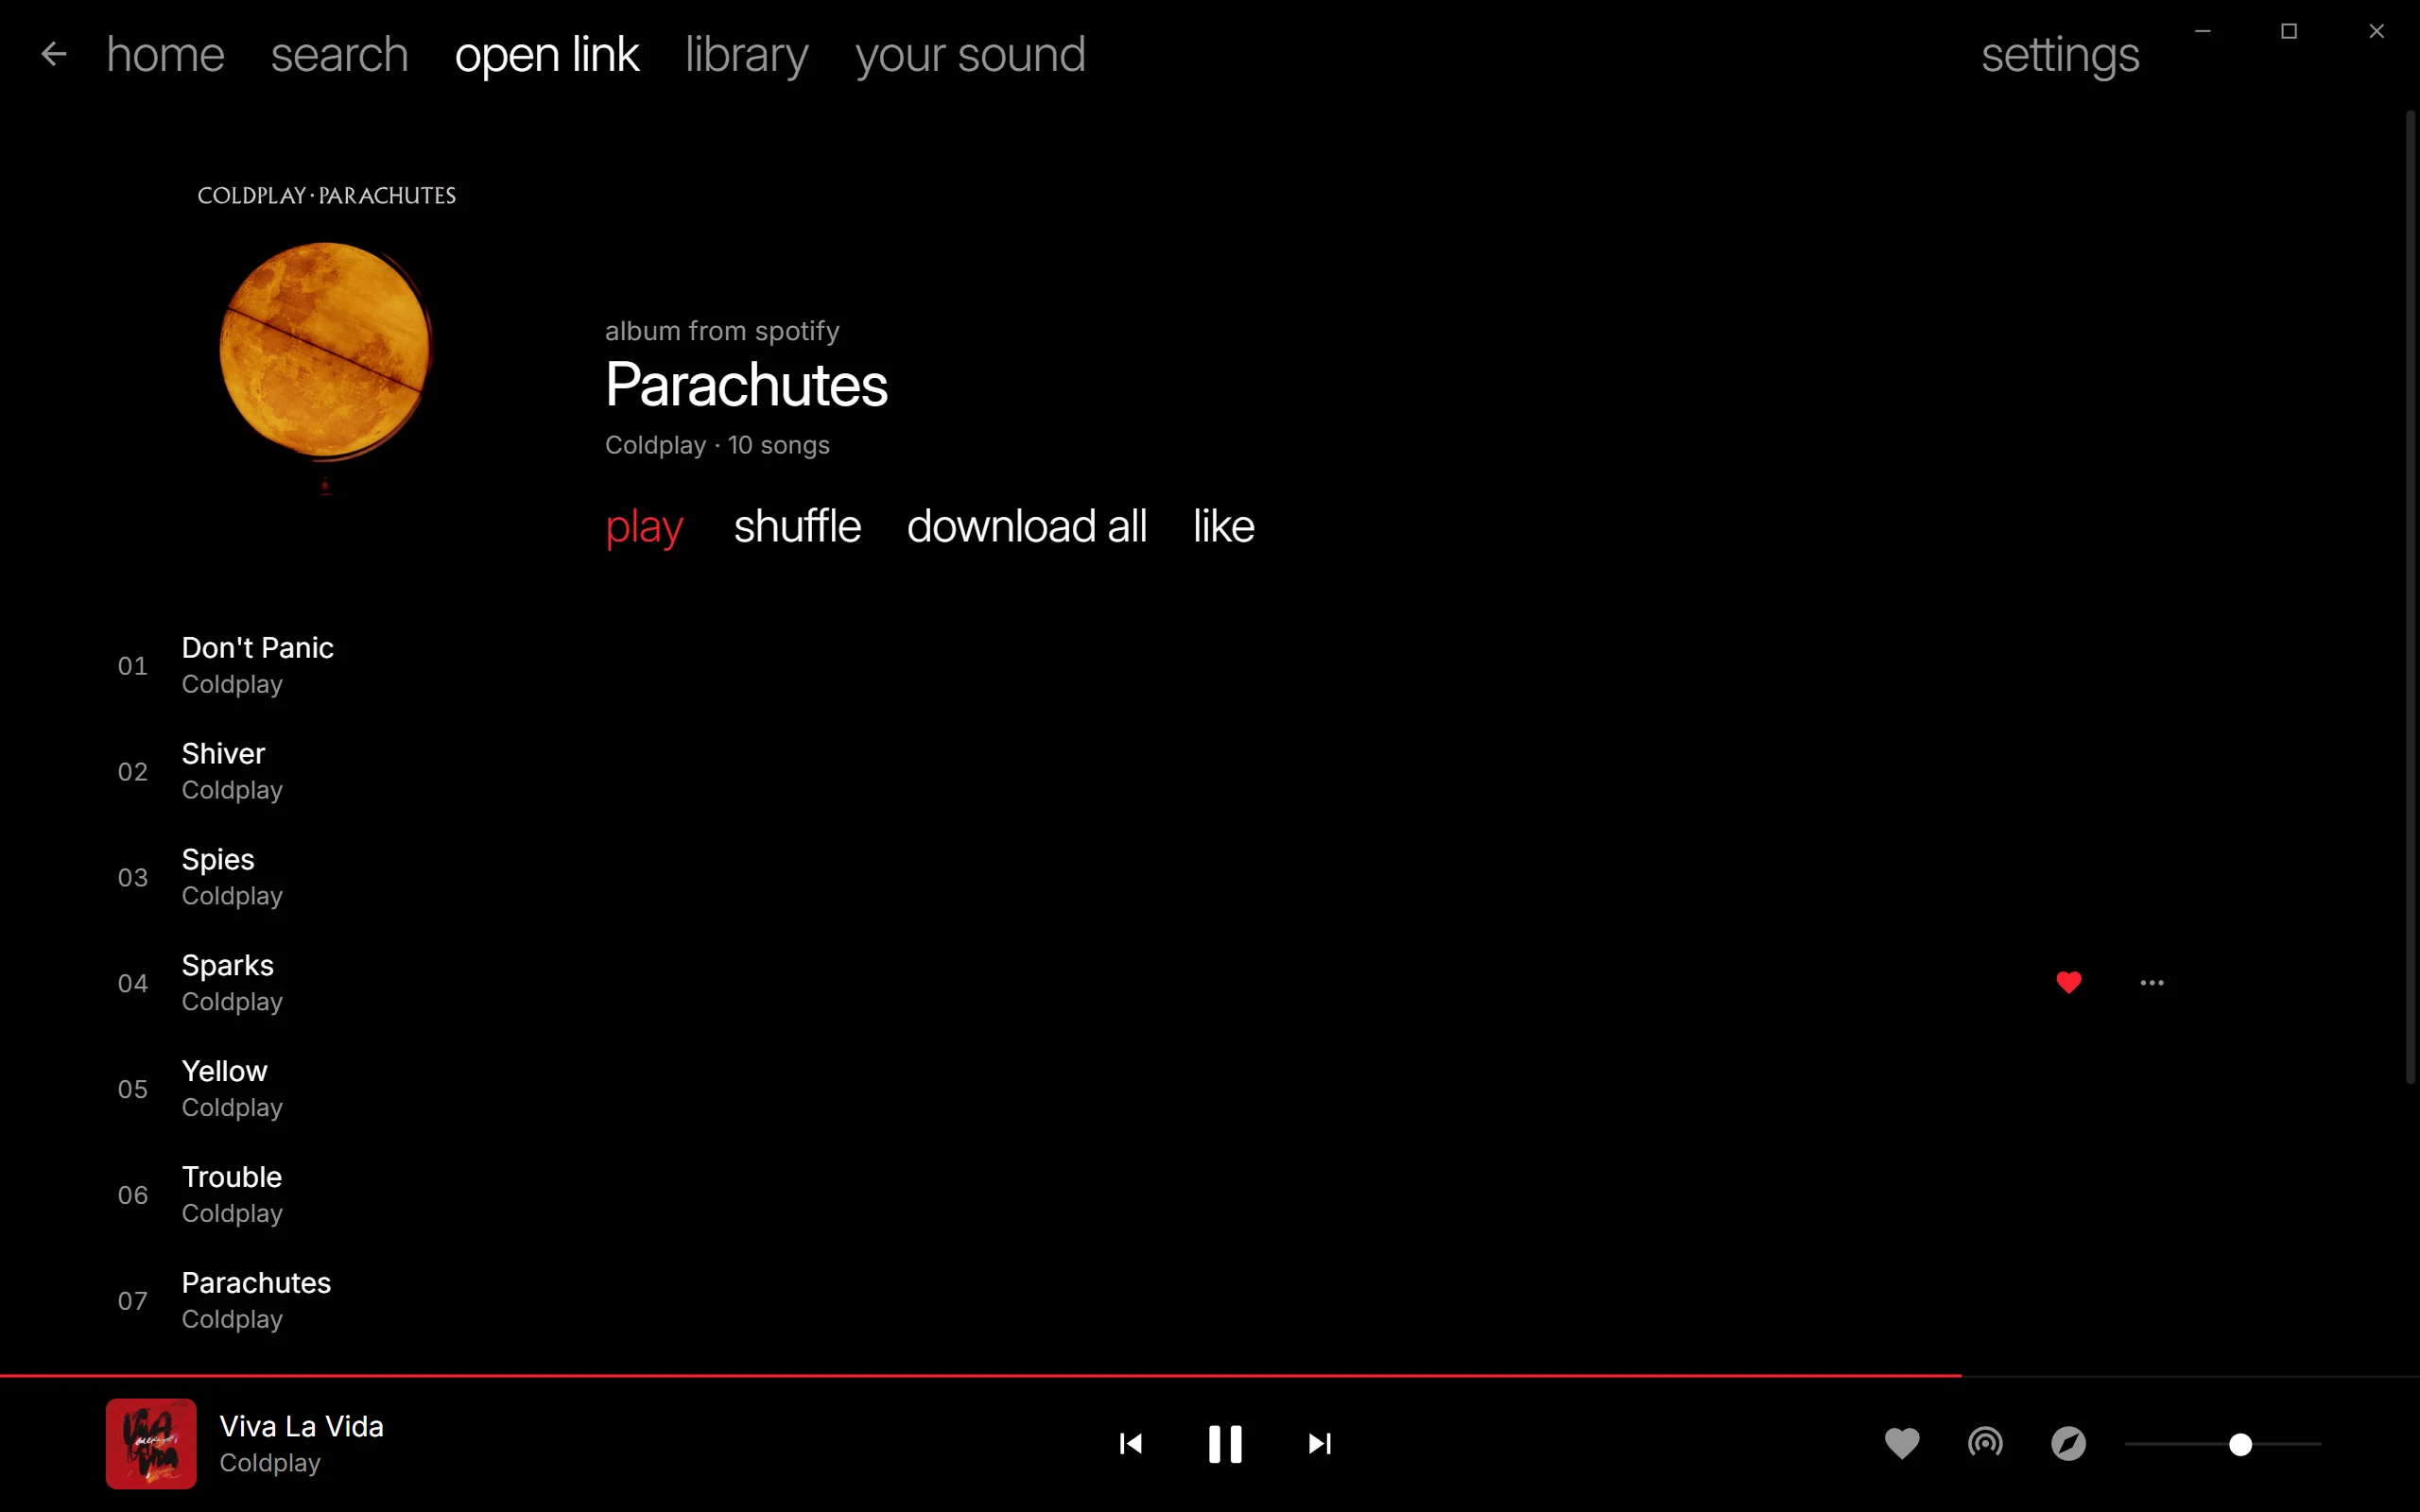 home search open link library your sound settings
COLDPLAY · PARACHUTES
album from spotify
Parachutes
Coldplay · 10 songs
play shuffle download all like
01 Don't Panic
Coldplay
02 Shiver
Coldplay
03 Spies
Coldplay
04 Sparks
Coldplay
05 Yellow
Coldplay
06 Trouble
Coldplay
07 Parachutes
Coldplay
Viva La Vida
Coldplay